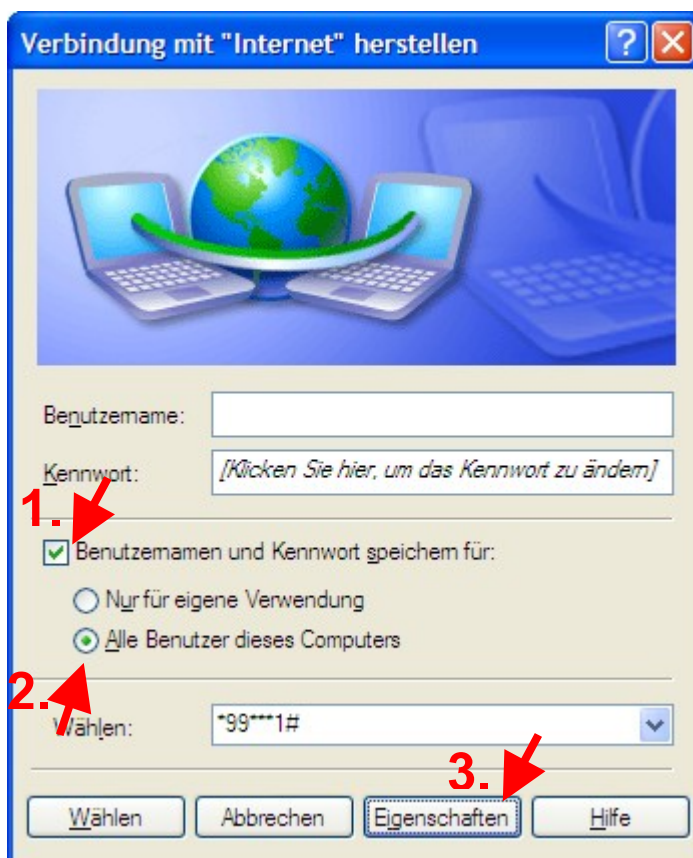 Verbindung mit "Internet" herstellen
Benutzername:
Kennwort: [Klicken Sie hier, um das Kennwort zu ändern]
1.
Benutzernamen und Kennwort speichern für:
Nur für eigene Verwendung
Alle Benutzer dieses Computers
2.
Wählen: *99***1#
3.
Wählen Abbrechen Eigenschaften Hilfe